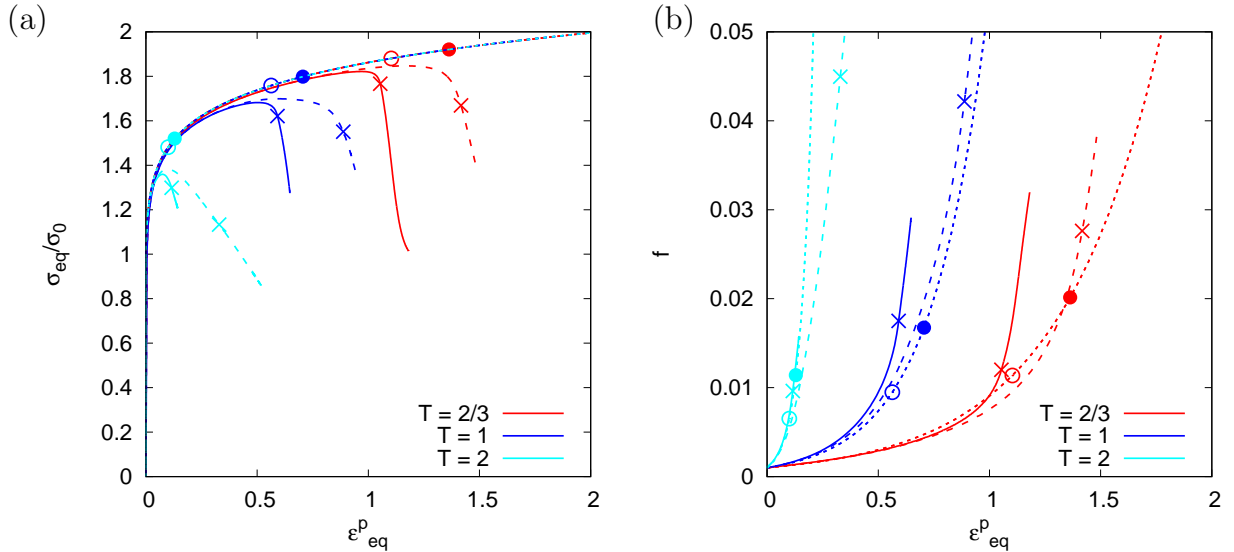 (a)
2
1.8
1.6
1.4
1.2
1
0.8
0.6
0.4
0.2
0
σeq/σ0
0 0.5 1 1.5 2
εpeq
T = 2/3
T = 1
T = 2
(b)
0.05
0.04
0.03
0.02
0.01
0
f
0 0.5 1 1.5 2
εpeq
T = 2/3
T = 1
T = 2